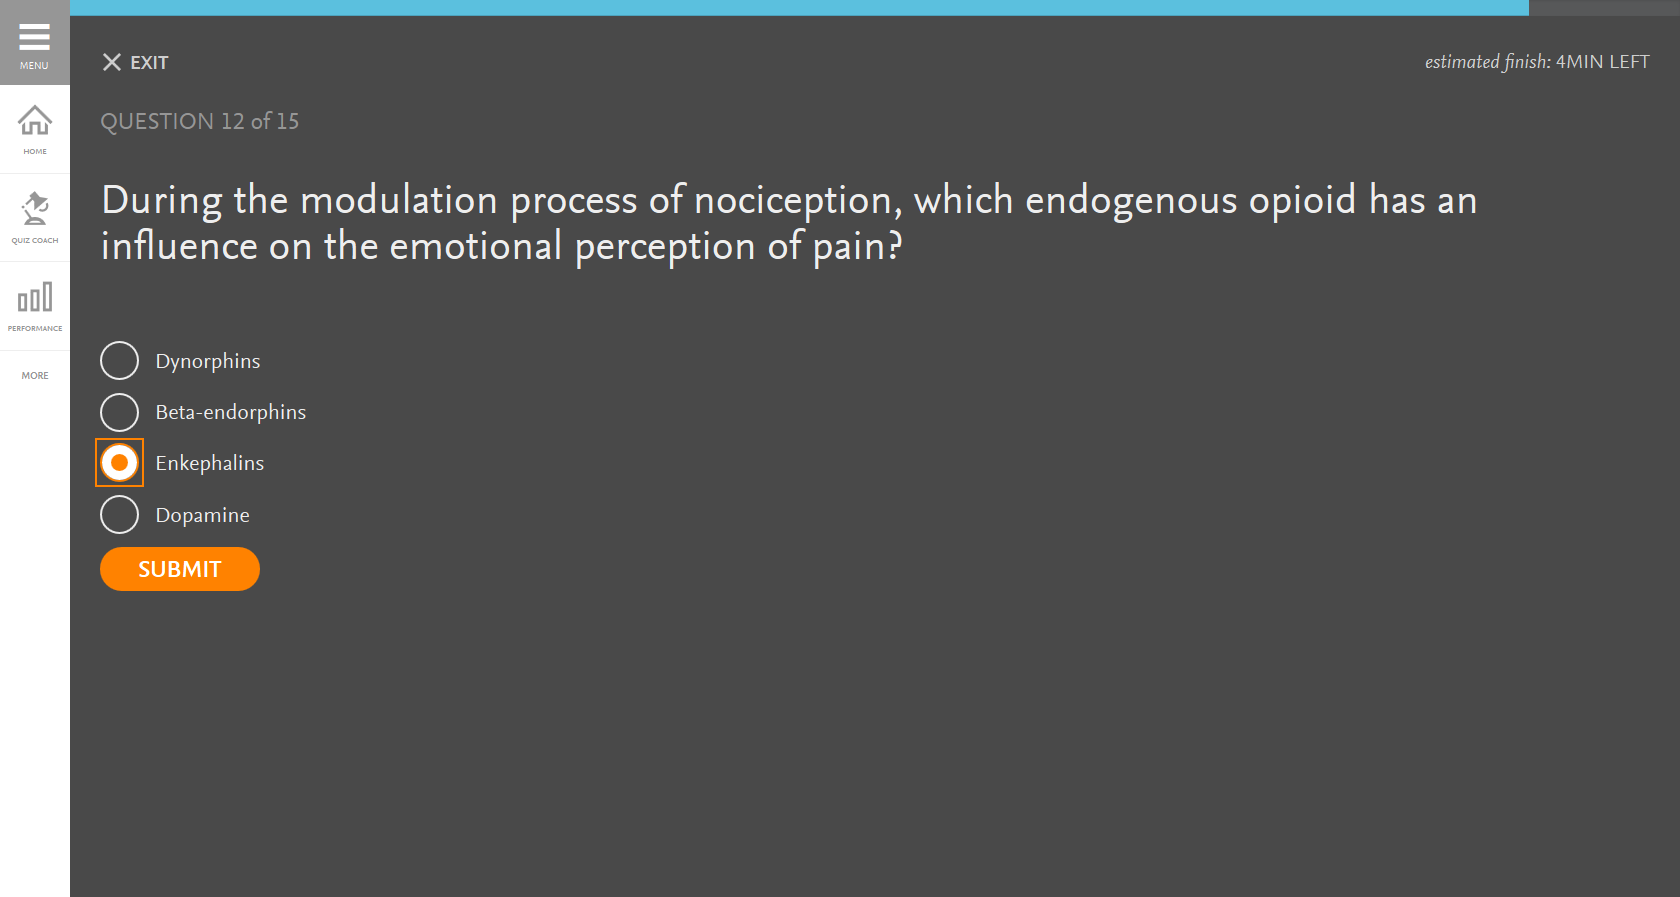 MENU
HOME
QUIZ COACH
PERFORMANCE
MORE
EXIT
estimated finish: 4MIN LEFT
QUESTION 12 of 15
During the modulation process of nociception, which endogenous opioid has an
influence on the emotional perception of pain?
Dynorphins
Beta-endorphins
Enkephalins
Dopamine
SUBMIT